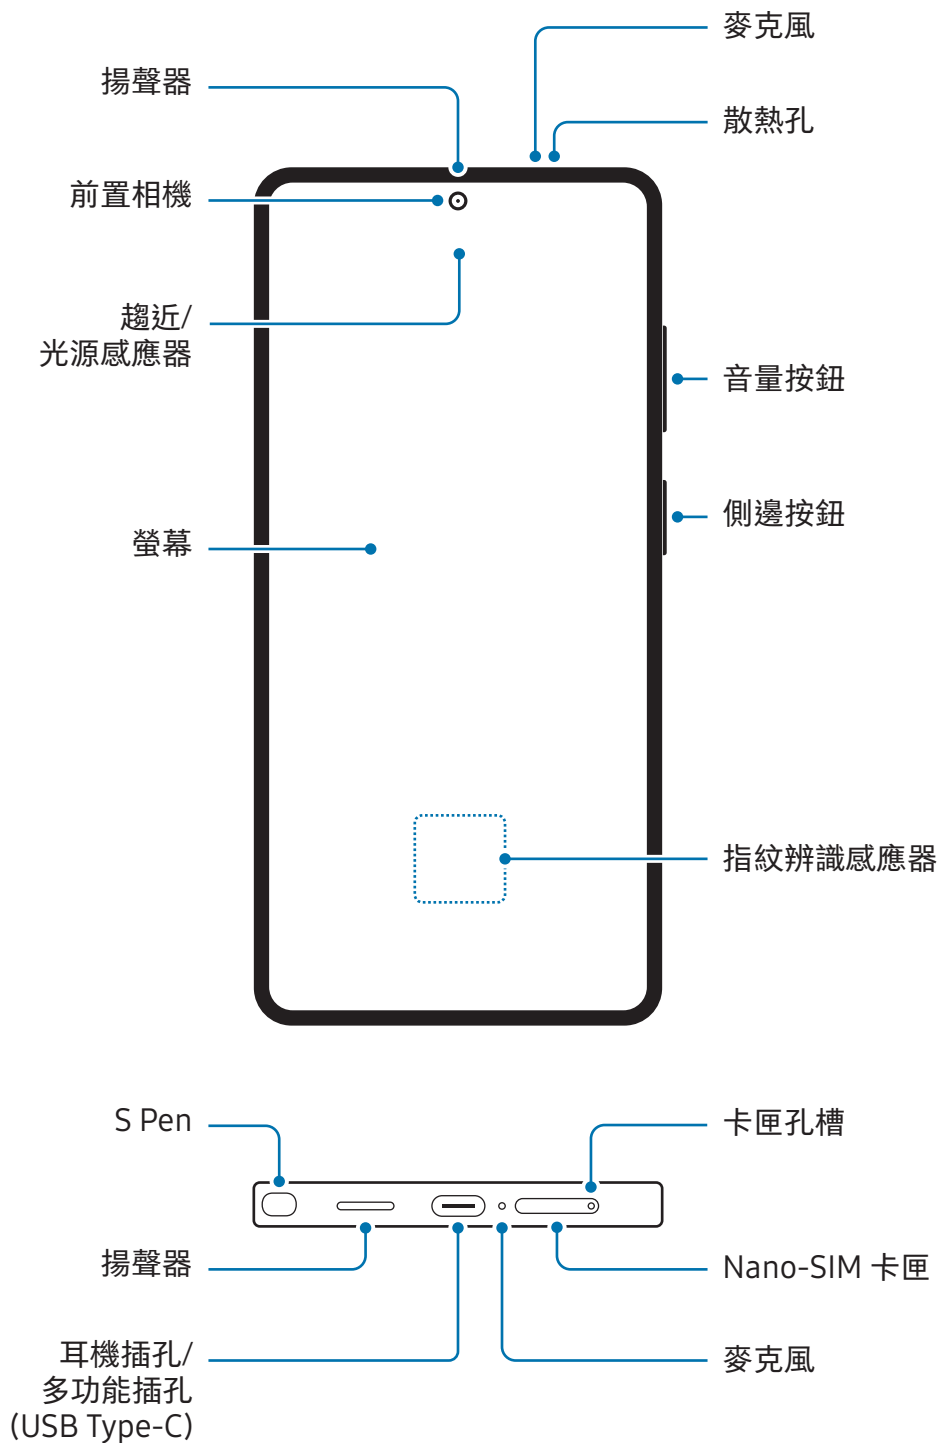 麥克風
揚聲器
散熱孔
前置相機
趨近/
光源感應器
音量按鈕
側邊按鈕
螢幕
指紋辨識感應器
S Pen
卡匣孔槽
揚聲器
Nano-SIM 卡匣
耳機插孔/
多功能插孔
(USB Type-C)
麥克風